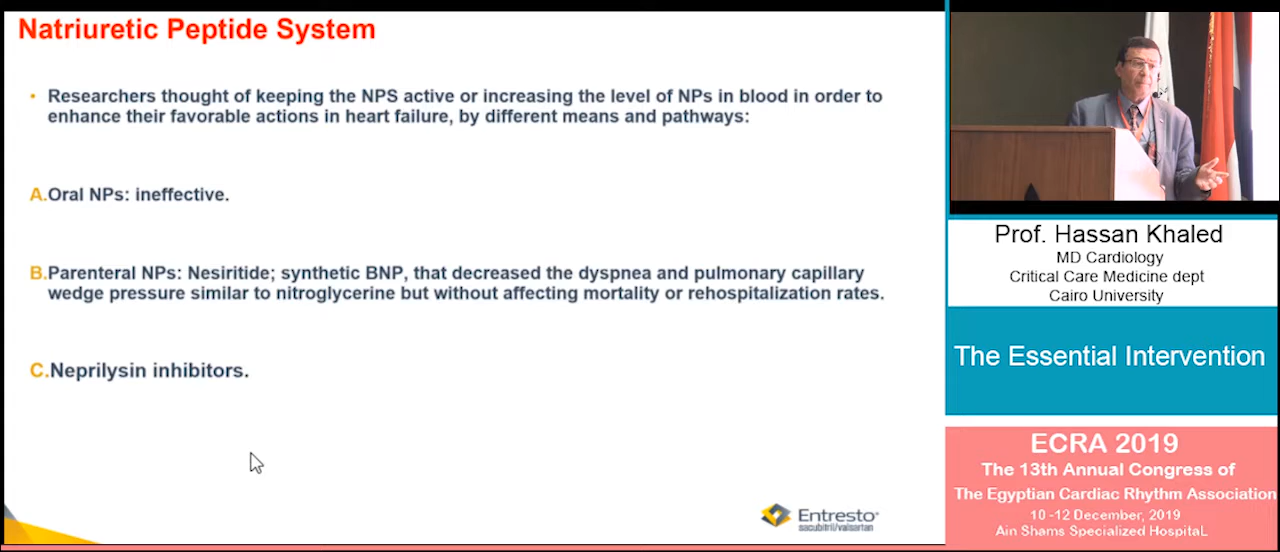 Natriuretic Peptide System
• Researchers thought of keeping the NPS active or increasing the level of NPs in blood in order to
enhance their favorable actions in heart failure, by different means and pathways:
A.Oral NPs: ineffective.
B.Parenteral NPs: Nesiritide; synthetic BNP, that decreased the dyspnea and pulmonary capillary
wedge pressure similar to nitroglycerine but without affecting mortality or rehospitalization rates.
C.Neprilysin inhibitors.
Entresto
sacubitril/valsartan
Prof. Hassan Khaled
MD Cardiology
Critical Care Medicine dept
Cairo University
The Essential Intervention
ECRA 2019
The 13th Annual Congress of
The Egyptian Cardiac Rhythm Association
10 -12 December, 2019
Ain Shams Specialized HospitaL